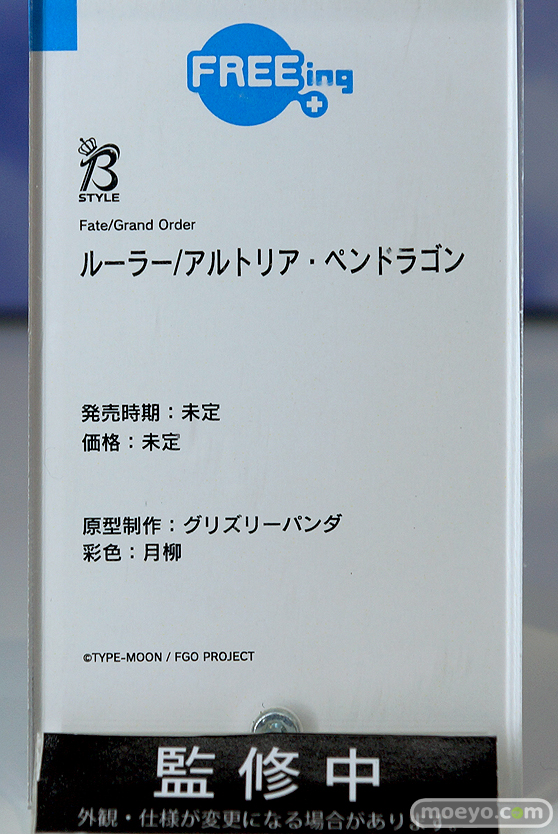 FREEing
B
STYLE
Fate/Grand Order
ルーラー/アルトリア・ペンドラゴン
発売時期：未定
価格：未定
原型制作：グリズリーパンダ
彩色：月柳
©TYPE-MOON / FGO PROJECT
監修中
外観・仕様が変更になる場合があり
moeyo.com